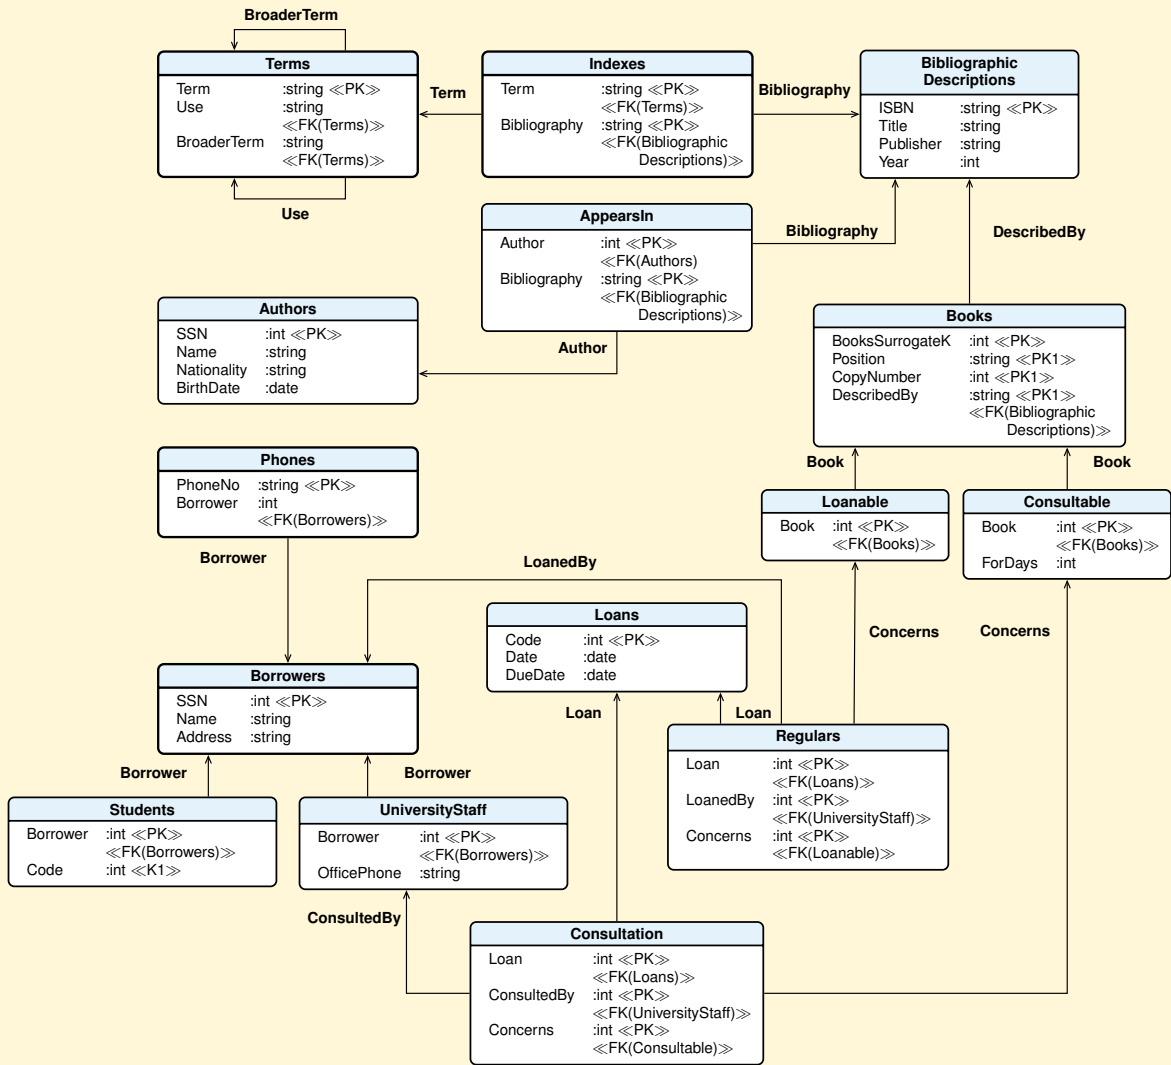 BroaderTerm
Terms
Term :string ≪PK≫
Use :string
≪FK(Terms)≫
BroaderTerm :string
≪FK(Terms)≫
Use
Term
Indexes
Term :string ≪PK≫
≪FK(Terms)≫
Bibliography :string ≪PK≫
≪FK(Bibliographic
Descriptions)≫
Bibliography
Bibliographic
Descriptions
ISBN :string ≪PK≫
Title :string
Publisher :string
Year :int
AppearsIn
Author :int ≪PK≫
≪FK(Authors)
Bibliography :string ≪PK≫
≪FK(Bibliographic
Descriptions)≫
Bibliography
DescribedBy
Authors
SSN :int ≪PK≫
Name :string
Nationality :string
BirthDate :date
Author
Books
BooksSurrogateK :int ≪PK≫
Position :string ≪PK1≫
CopyNumber :int ≪PK1≫
DescribedBy :string ≪PK1≫
≪FK(Bibliographic
Descriptions)≫
Phones
PhoneNo :string ≪PK≫
Borrower :int
≪FK(Borrowers)≫
Book
Book
Loanable
Book :int ≪PK≫
≪FK(Books)≫
Consultable
Book :int ≪PK≫
≪FK(Books)≫
ForDays :int
Borrower
LoanedBy
Loans
Code :int ≪PK≫
Date :date
DueDate :date
Concerns
Concerns
Borrowers
SSN :int ≪PK≫
Name :string
Address :string
Loan
Loan
Regulars
Loan :int ≪PK≫
≪FK(Loans)≫
LoanedBy :int ≪PK≫
≪FK(UniversityStaff)≫
Concerns :int ≪PK≫
≪FK(Loanable)≫
Borrower
Borrower
Students
Borrower :int ≪PK≫
≪FK(Borrowers)≫
Code :int ≪K1≫
UniversityStaff
Borrower :int ≪PK≫
≪FK(Borrowers)≫
OfficePhone :string
ConsultedBy
Consultation
Loan :int ≪PK≫
≪FK(Loans)≫
ConsultedBy :int ≪PK≫
≪FK(UniversityStaff)≫
Concerns :int ≪PK≫
≪FK(Consultable)≫